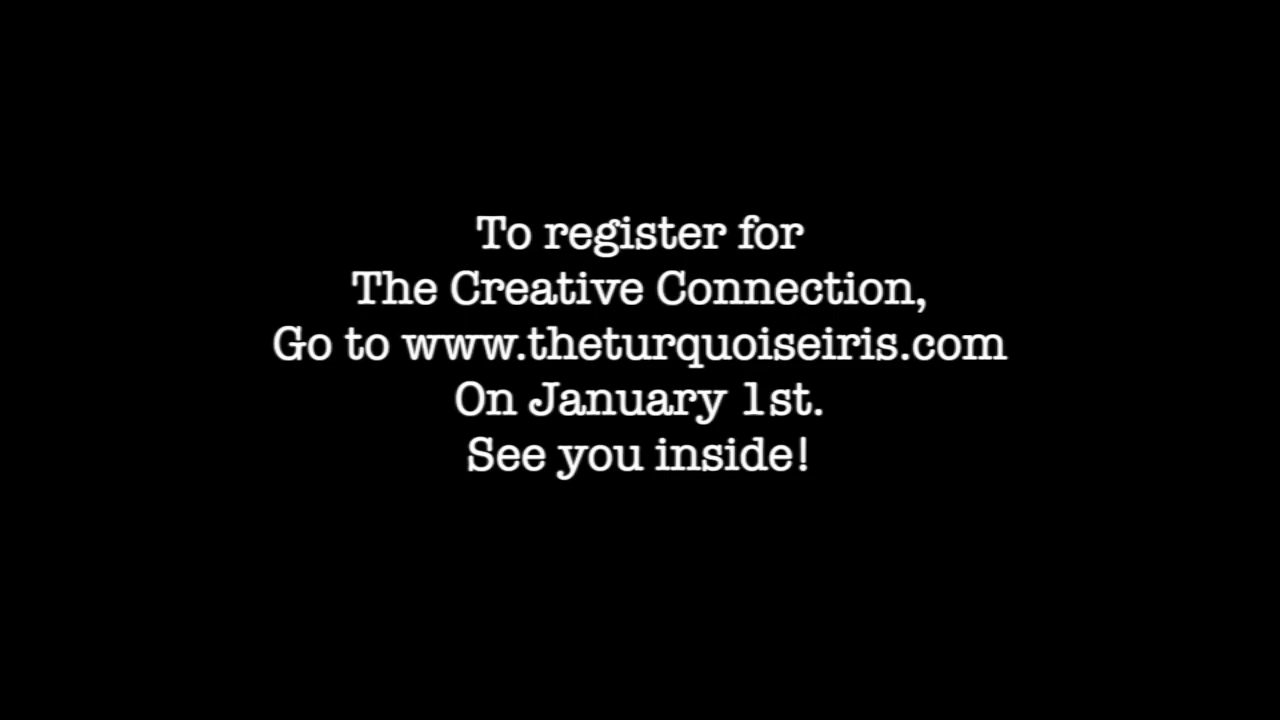 To register for
The Creative Connection,
Go to www.theturquoiseiris.com
On January 1st.
See you inside!